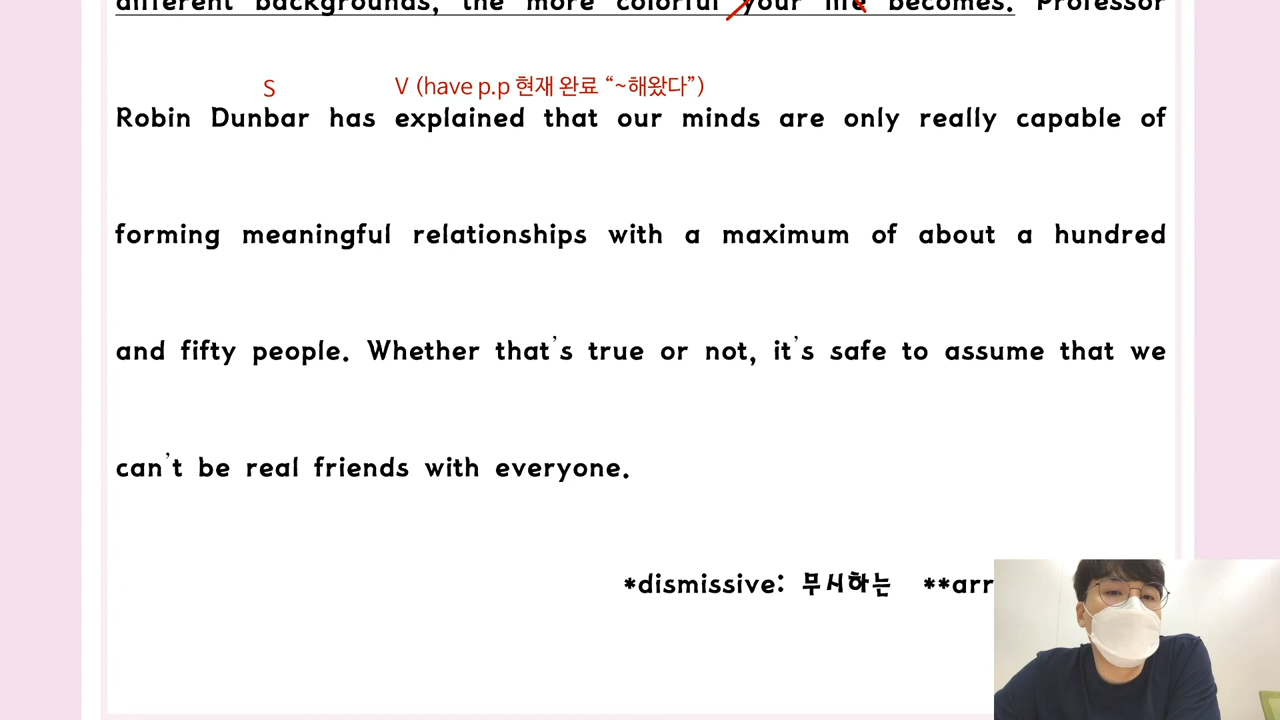 different backgrounds, the more colorful your life becomes. Professor
S V (have p.p 현재 완료 “~해왔다”)
Robin Dunbar has explained that our minds are only really capable of
forming meaningful relationships with a maximum of about a hundred
and fifty people. Whether that's true or not, it's safe to assume that we
can't be real friends with everyone.
*dismissive: 무시하는 **arr